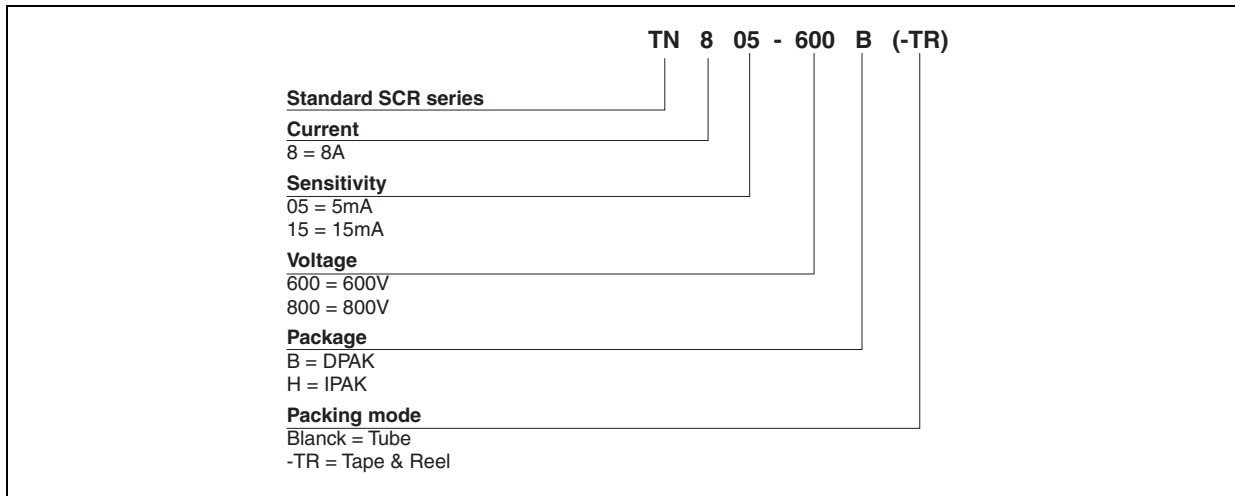 TN 8 05 - 600 B (-TR)
Standard SCR series
Current
8 = 8A
Sensitivity
05 = 5mA
15 = 15mA
Voltage
600 = 600V
800 = 800V
Package
B = DPAK
H = IPAK
Packing mode
Blanck = Tube
-TR = Tape & Reel